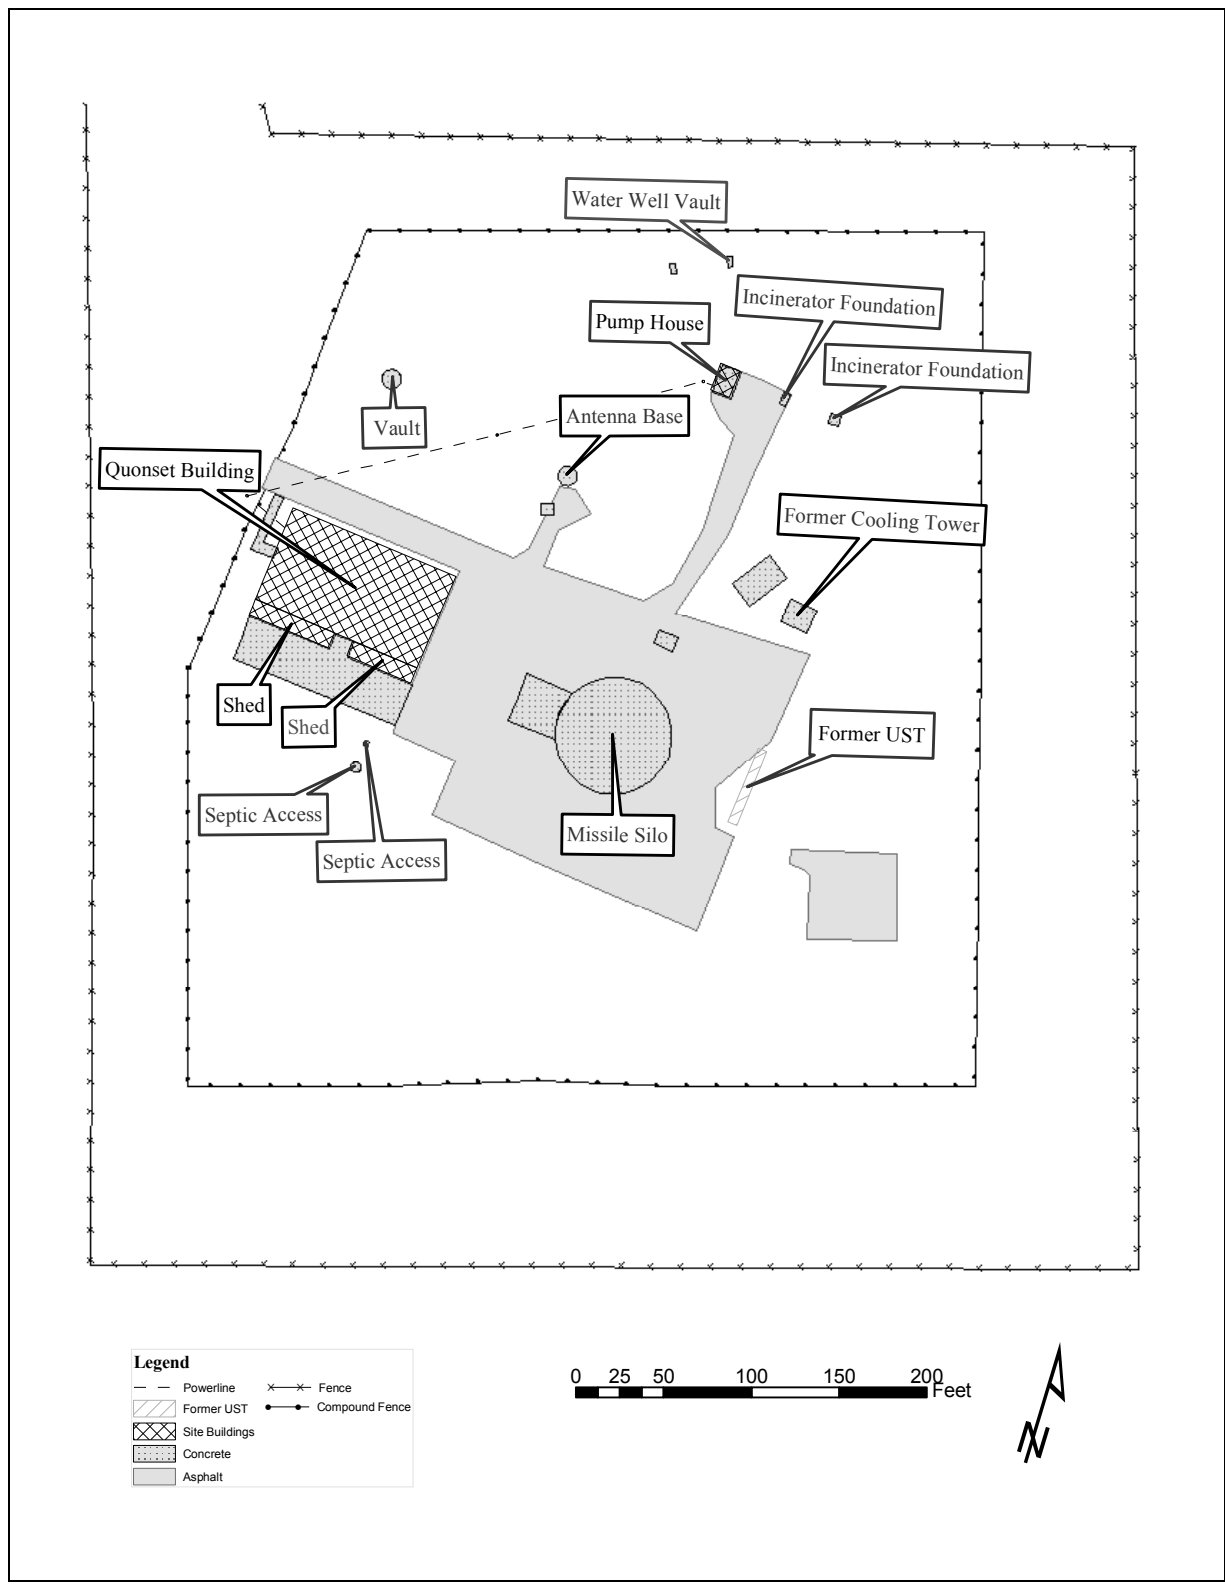 Water Well Vault
Incinerator Foundation
Pump House
Incinerator Foundation
Antenna Base
Vault
Quonset Building
Former Cooling Tower
Shed
Shed
Former UST
Septic Access
Missile Silo
Septic Access
Legend
Powerline
Fence
Former UST
Compound Fence
Site Buildings
Concrete
Asphalt
0 25 50 100 150 200
Feet
N